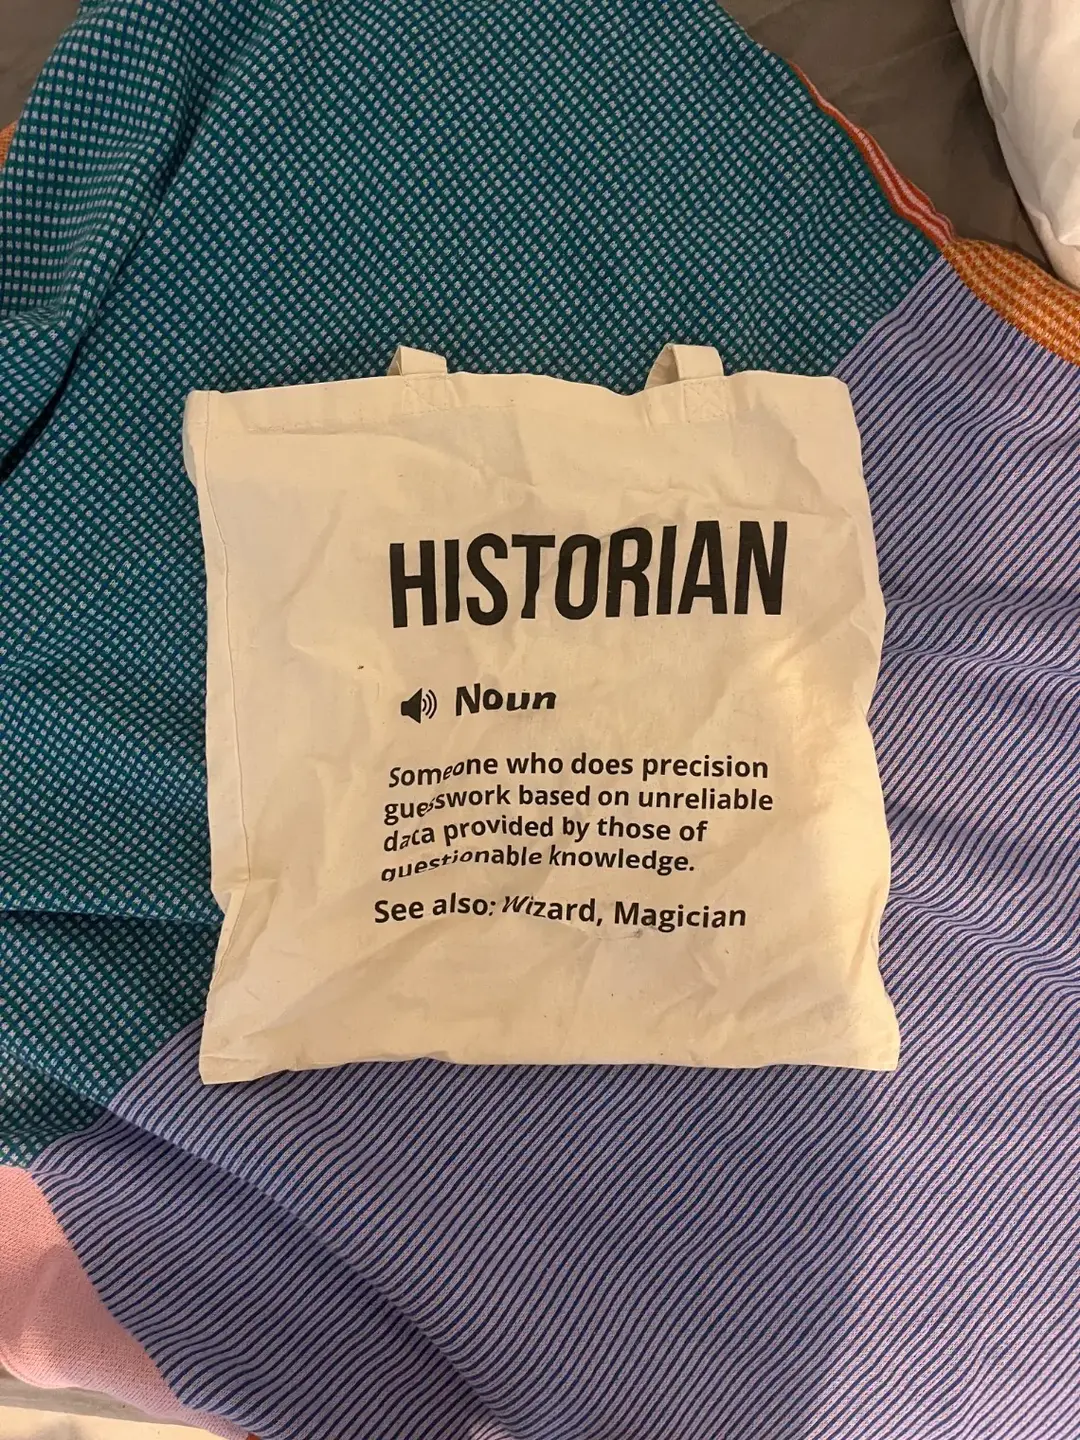 HISTORIAN
Noun
Someone who does precision
guesswork based on unreliable
data provided by those of
questionable knowledge.
See also: Wizard, Magician